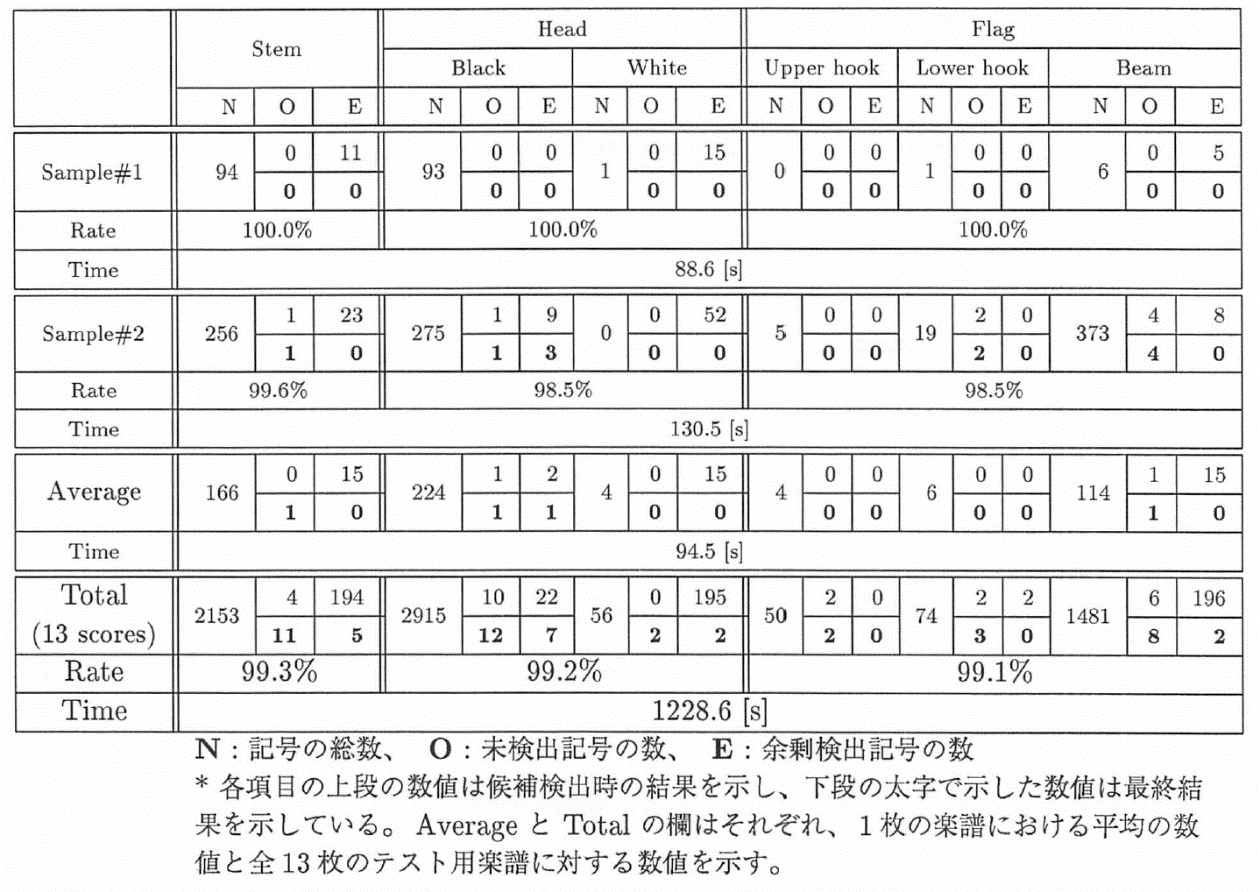 Stem Head Flag
Black White Upper hook Lower hook Beam
N O E N O E N O E N O E N O E N O E
Sample#1 94 0 11 93 0 0 1 0 15 0 0 0 1 0 0 6 0 5
0 0 0 0 0 0 0 0 0 0 0 0
Rate 100.0% 100.0% 100.0%
Time 88.6 [s]
Sample#2 256 1 23 275 1 9 0 0 52 5 0 0 19 2 0 373 4 8
1 0 1 3 0 0 0 0 2 0 4 0
Rate 99.6% 98.5% 98.5%
Time 130.5 [s]
Average 166 0 15 224 1 2 4 0 15 4 0 0 6 0 0 114 1 15
1 0 1 1 0 0 0 0 0 0 1 0
Time 94.5 [s]
Total 2153 4 194 2915 10 22 56 0 195 50 2 0 74 2 2 1481 6 196
(13 scores) 11 5 12 7 2 2 2 0 3 0 8 2
Rate 99.3% 99.2% 99.1%
Time 1228.6 [s]
N : 記号の総数、 O : 未検出記号の数、 E : 余剰検出記号の数
* 各項目の上段の数値は候補検出時の結果を示し、下段の太字で示した数値は最終結
果を示している。Average と Total の欄はそれぞれ、1 枚の楽譜における平均の数
値と全 13 枚のテスト用楽譜に対する数値を示す。